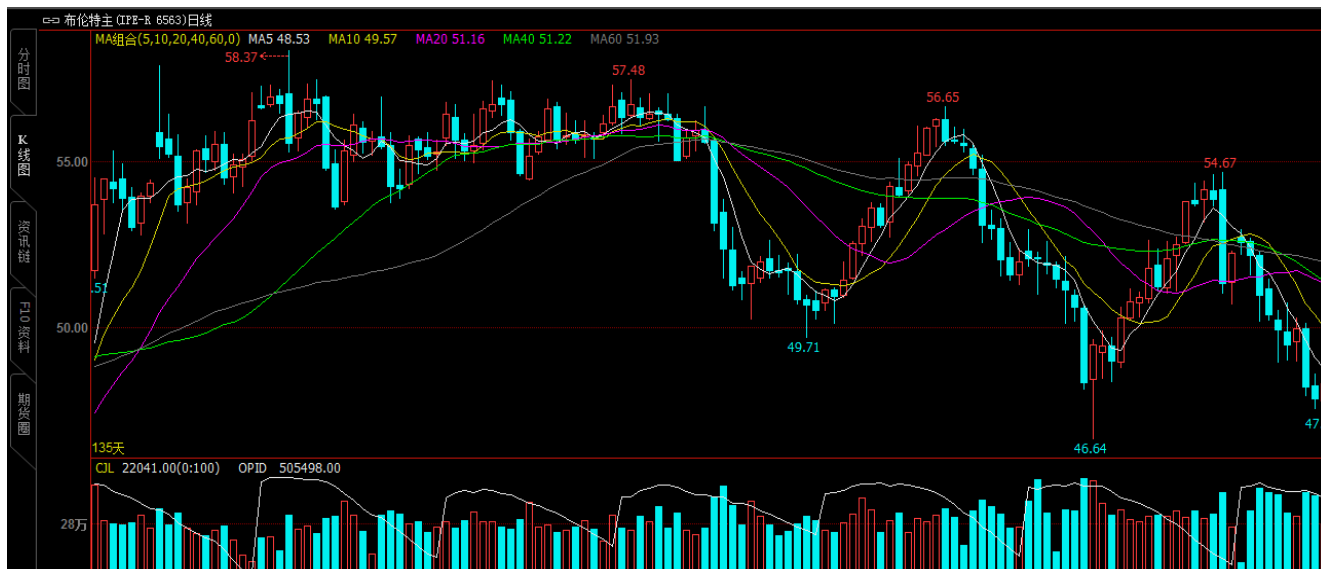 布伦特主(IPE-R 6563)日线
MA组合(5,10,20,40,60,0) MA5 48.53 MA10 49.57 MA20 51.16 MA40 51.22 MA60 51.93
58.37
57.48
56.65
54.67
55.00
.51
50.00
49.71
46.64
47
135天
CJL 22041.00(0:100) OPID 505498.00
28万
分时图
K线图
资讯链
F10资料
期货圈